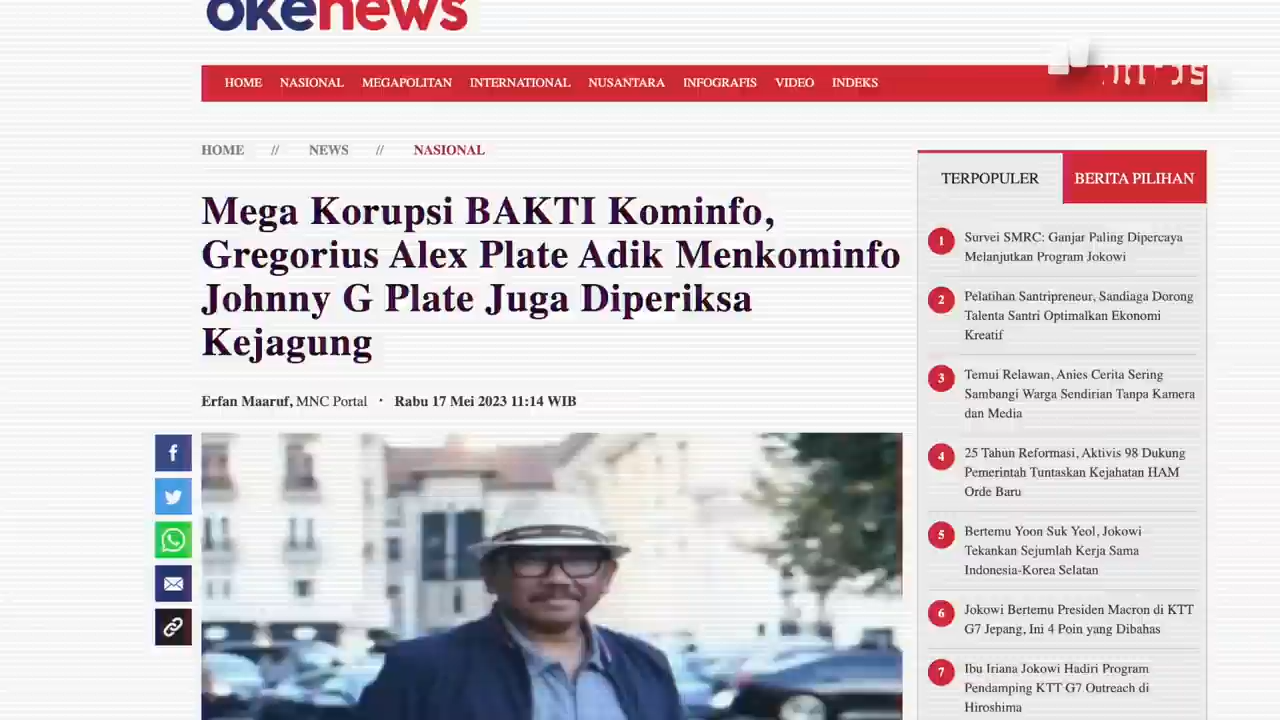 okenews
HOME NASIONAL MEGAPOLITAN INTERNATIONAL NUSANTARA INFOGRAFIS VIDEO INDEKS
HOME // NEWS // NASIONAL
Mega Korupsi BAKTI Kominfo,
Gregorius Alex Plate Adik Menkominfo
Johnny G Plate Juga Diperiksa
Kejagung
Erfan Maaruf, MNC Portal · Rabu 17 Mei 2023 11:14 WIB
TERPOPULER BERITA PILIHAN
1 Survei SMRC: Ganjar Paling Dipercaya
Melanjutkan Program Jokowi
2 Pelatihan Santripreneur, Sandiaga Dorong
Talenta Santri Optimalkan Ekonomi
Kreatif
3 Temui Relawan, Anies Cerita Sering
Sambangi Warga Sendirian Tanpa Kamera
dan Media
4 25 Tahun Reformasi, Aktivis 98 Dukung
Pemerintah Tuntaskan Kejahatan HAM
Orde Baru
5 Bertemu Yoon Suk Yeol, Jokowi
Tekankan Sejumlah Kerja Sama
Indonesia-Korea Selatan
6 Jokowi Bertemu Presiden Macron di KTT
G7 Jepang, Ini 4 Poin yang Dibahas
7 Ibu Iriana Jokowi Hadiri Program
Pendamping KTT G7 Outreach di
Hiroshima